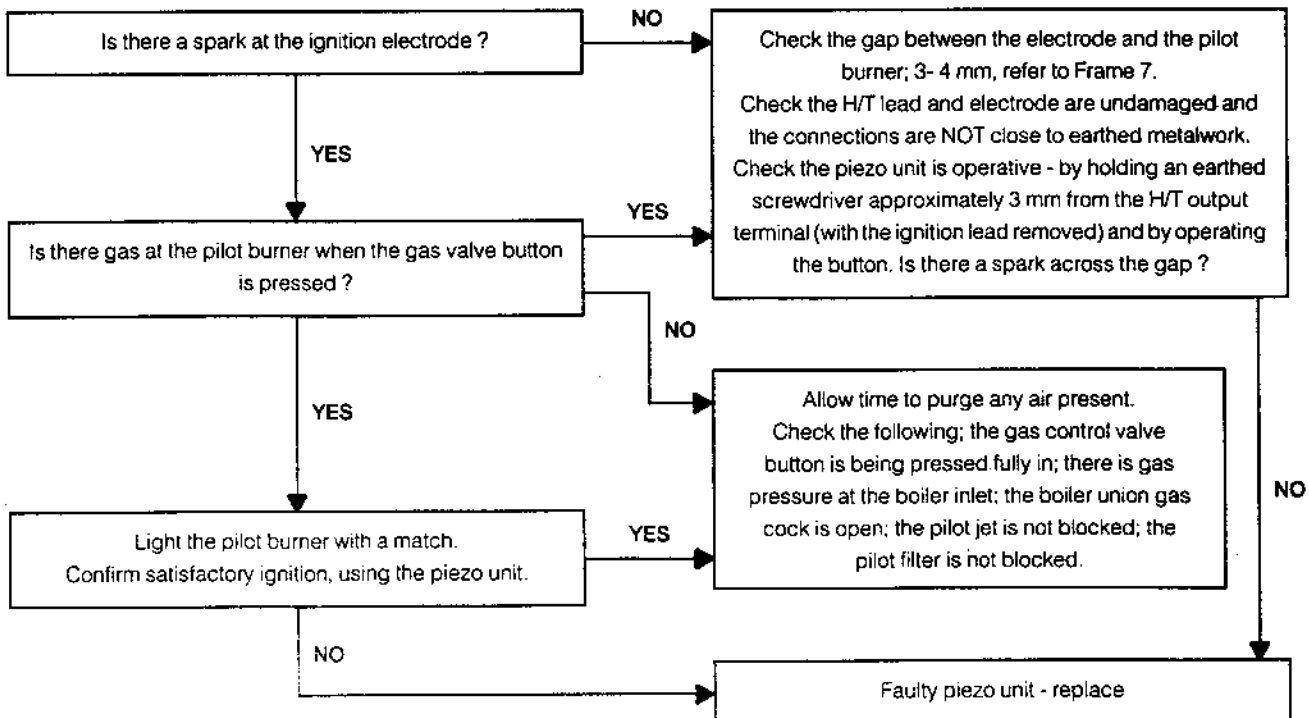 Is there a spark at the ignition electrode ?
NO
Check the gap between the electrode and the pilot
burner; 3- 4 mm, refer to Frame 7.
Check the H/T lead and electrode are undamaged and
the connections are NOT close to earthed metalwork.
Check the piezo unit is operative - by holding an earthed
screwdriver approximately 3 mm from the H/T output
terminal (with the ignition lead removed) and by operating
the button. Is there a spark across the gap ?
YES
Is there gas at the pilot burner when the gas valve button
is pressed ?
YES
NO
YES
Allow time to purge any air present.
Check the following; the gas control valve
button is being pressed fully in; there is gas
pressure at the boiler inlet; the boiler union gas
cock is open; the pilot jet is not blocked; the
pilot filter is not blocked.
NO
Light the pilot burner with a match.
Confirm satisfactory ignition, using the piezo unit.
YES
NO
Faulty piezo unit - replace